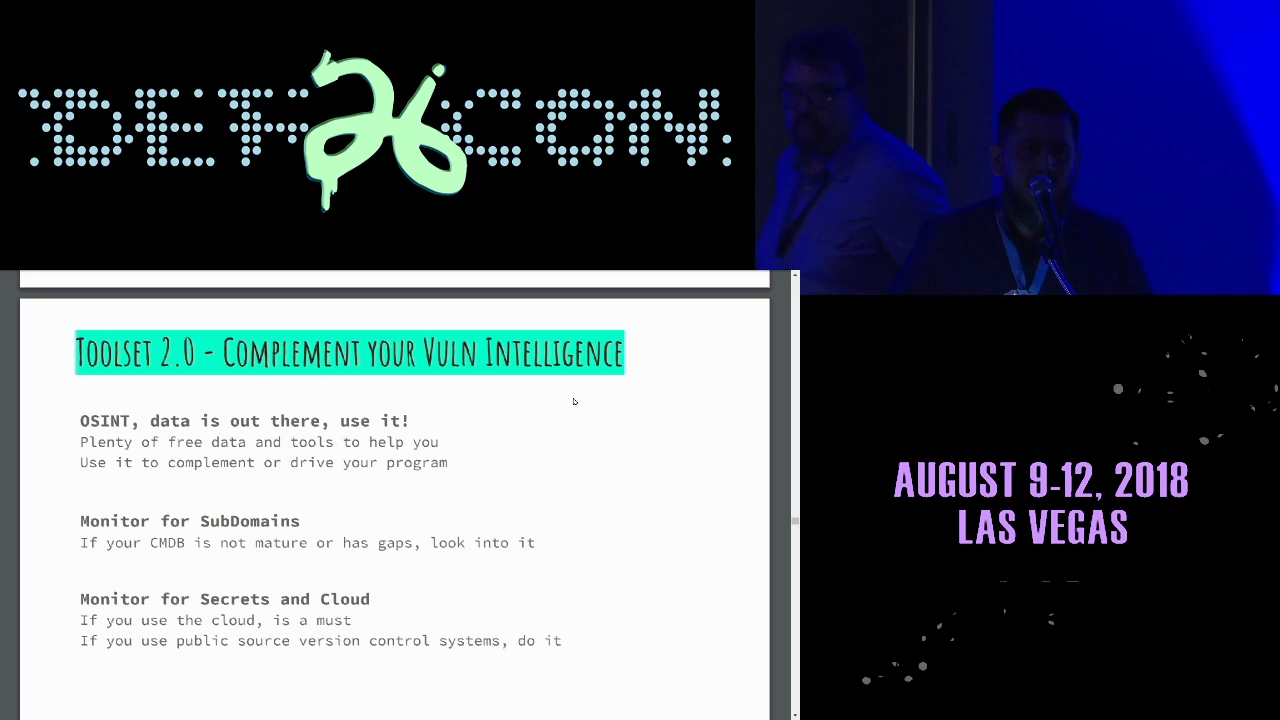 DEF 26 CON
TOOLSET 2.0 - COMPLEMENT YOUR VULN INTELLIGENCE
OSINT, data is out there, use it!
Plenty of free data and tools to help you
Use it to complement or drive your program
Monitor for SubDomains
If your CMDB is not mature or has gaps, look into it
Monitor for Secrets and Cloud
If you use the cloud, is a must
If you use public source version control systems, do it
AUGUST 9-12, 2018
LAS VEGAS